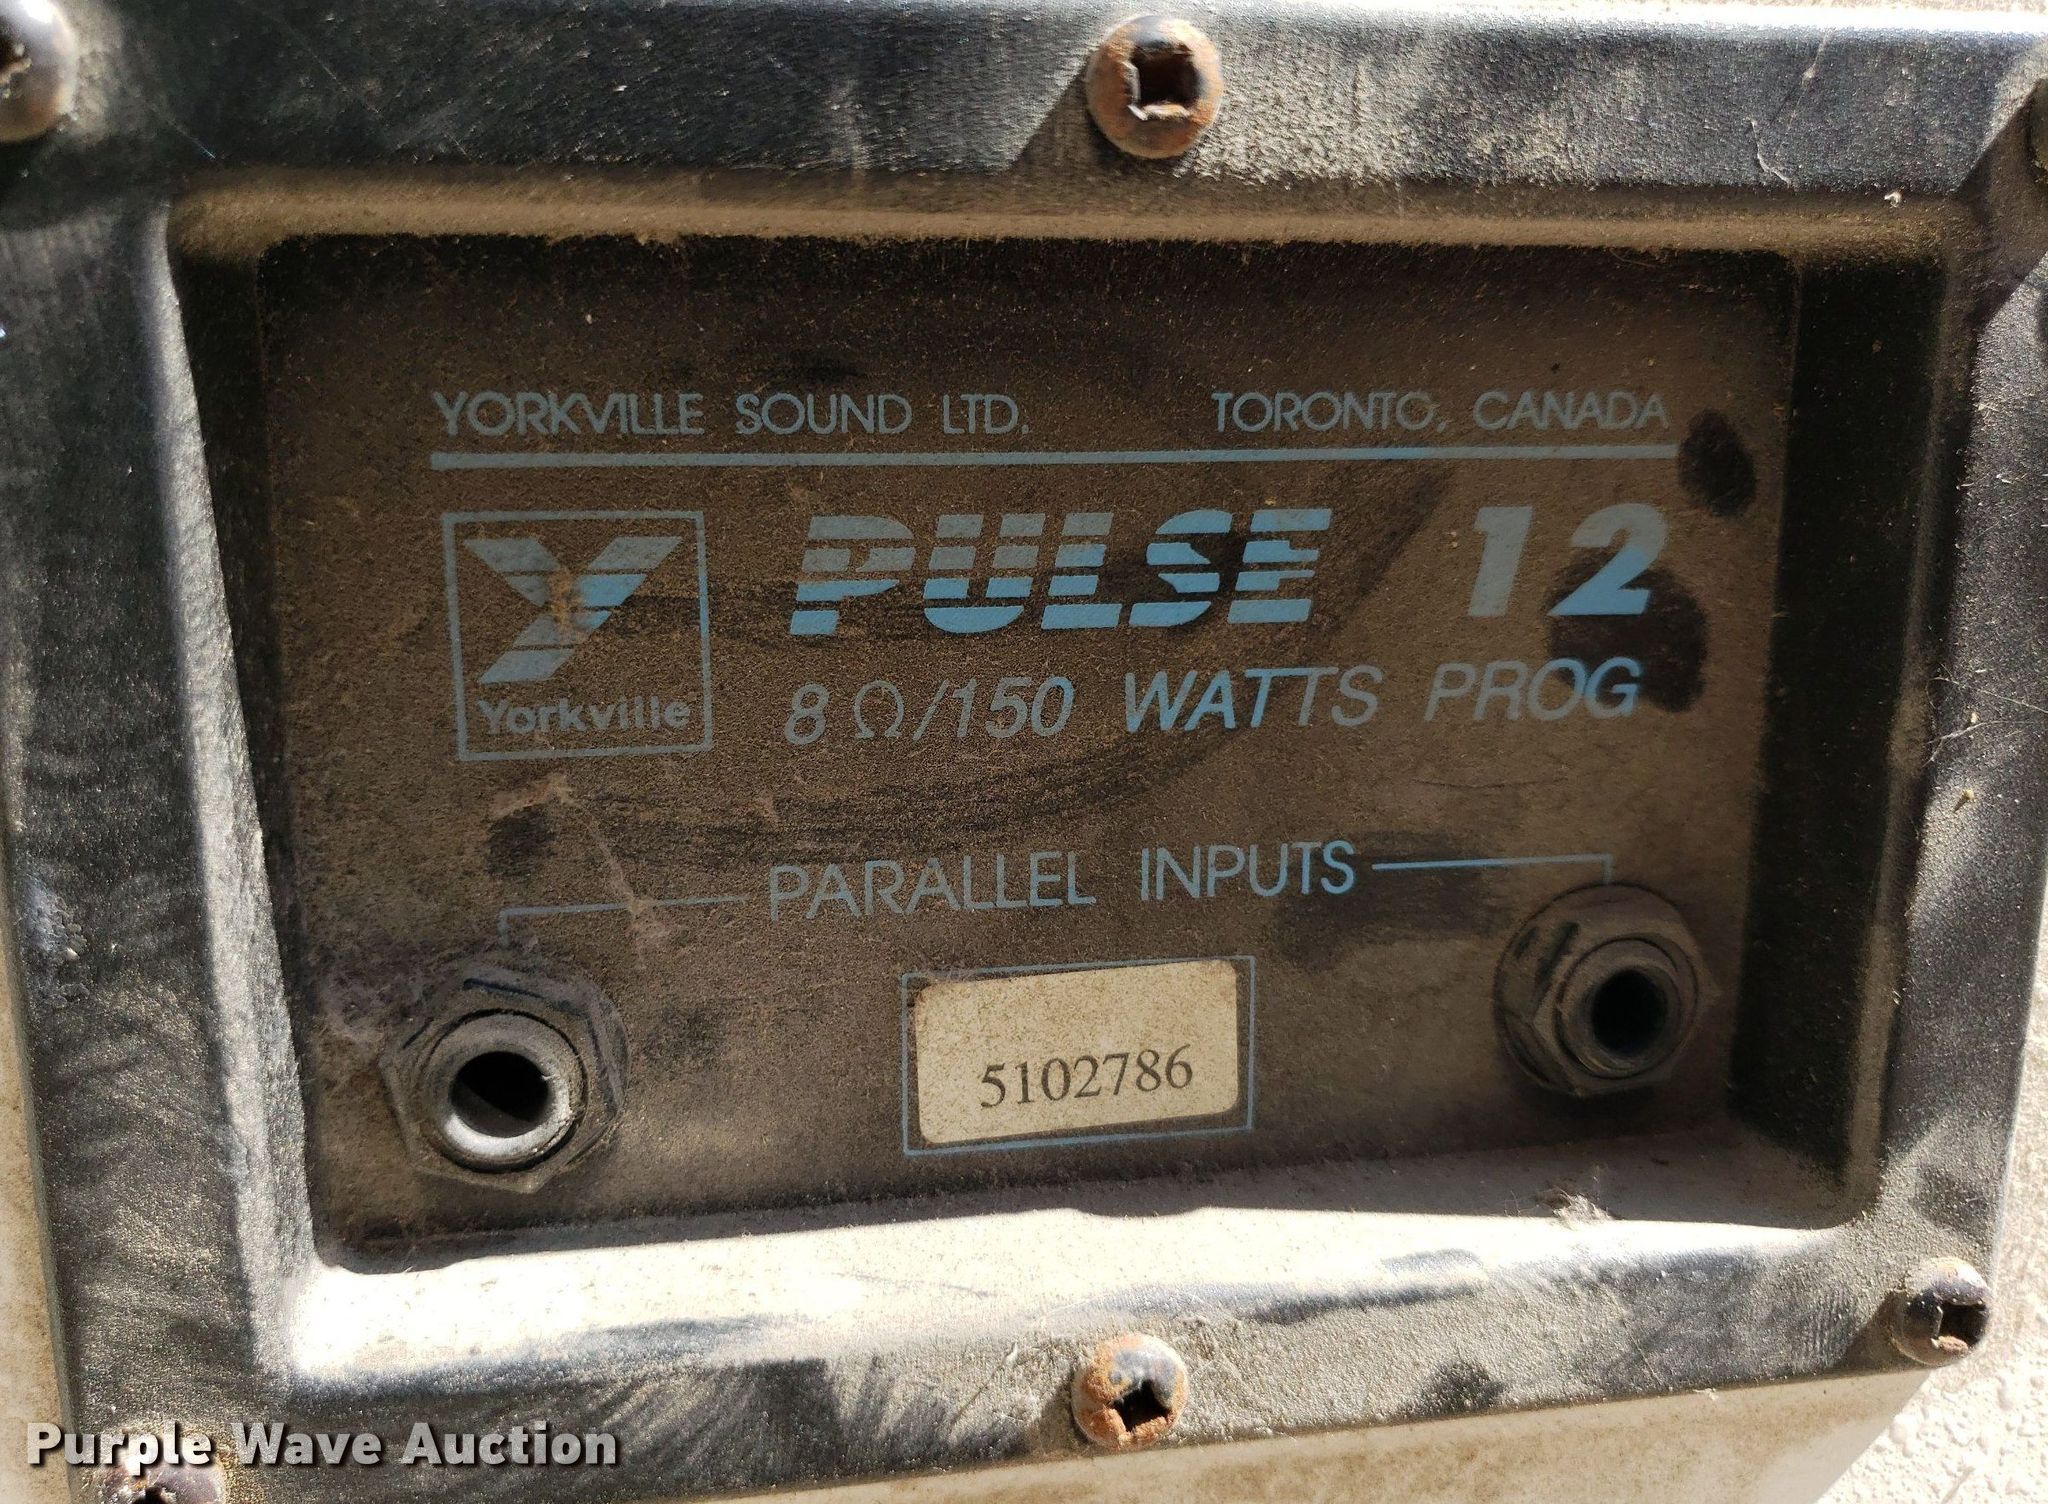 YORKVILLE SOUND LTD. TORONTO, CANADA
PULSE 12
Yorkville
8 Ω/150 WATTS PROG
PARALLEL INPUTS
5102786
Purple Wave Auction